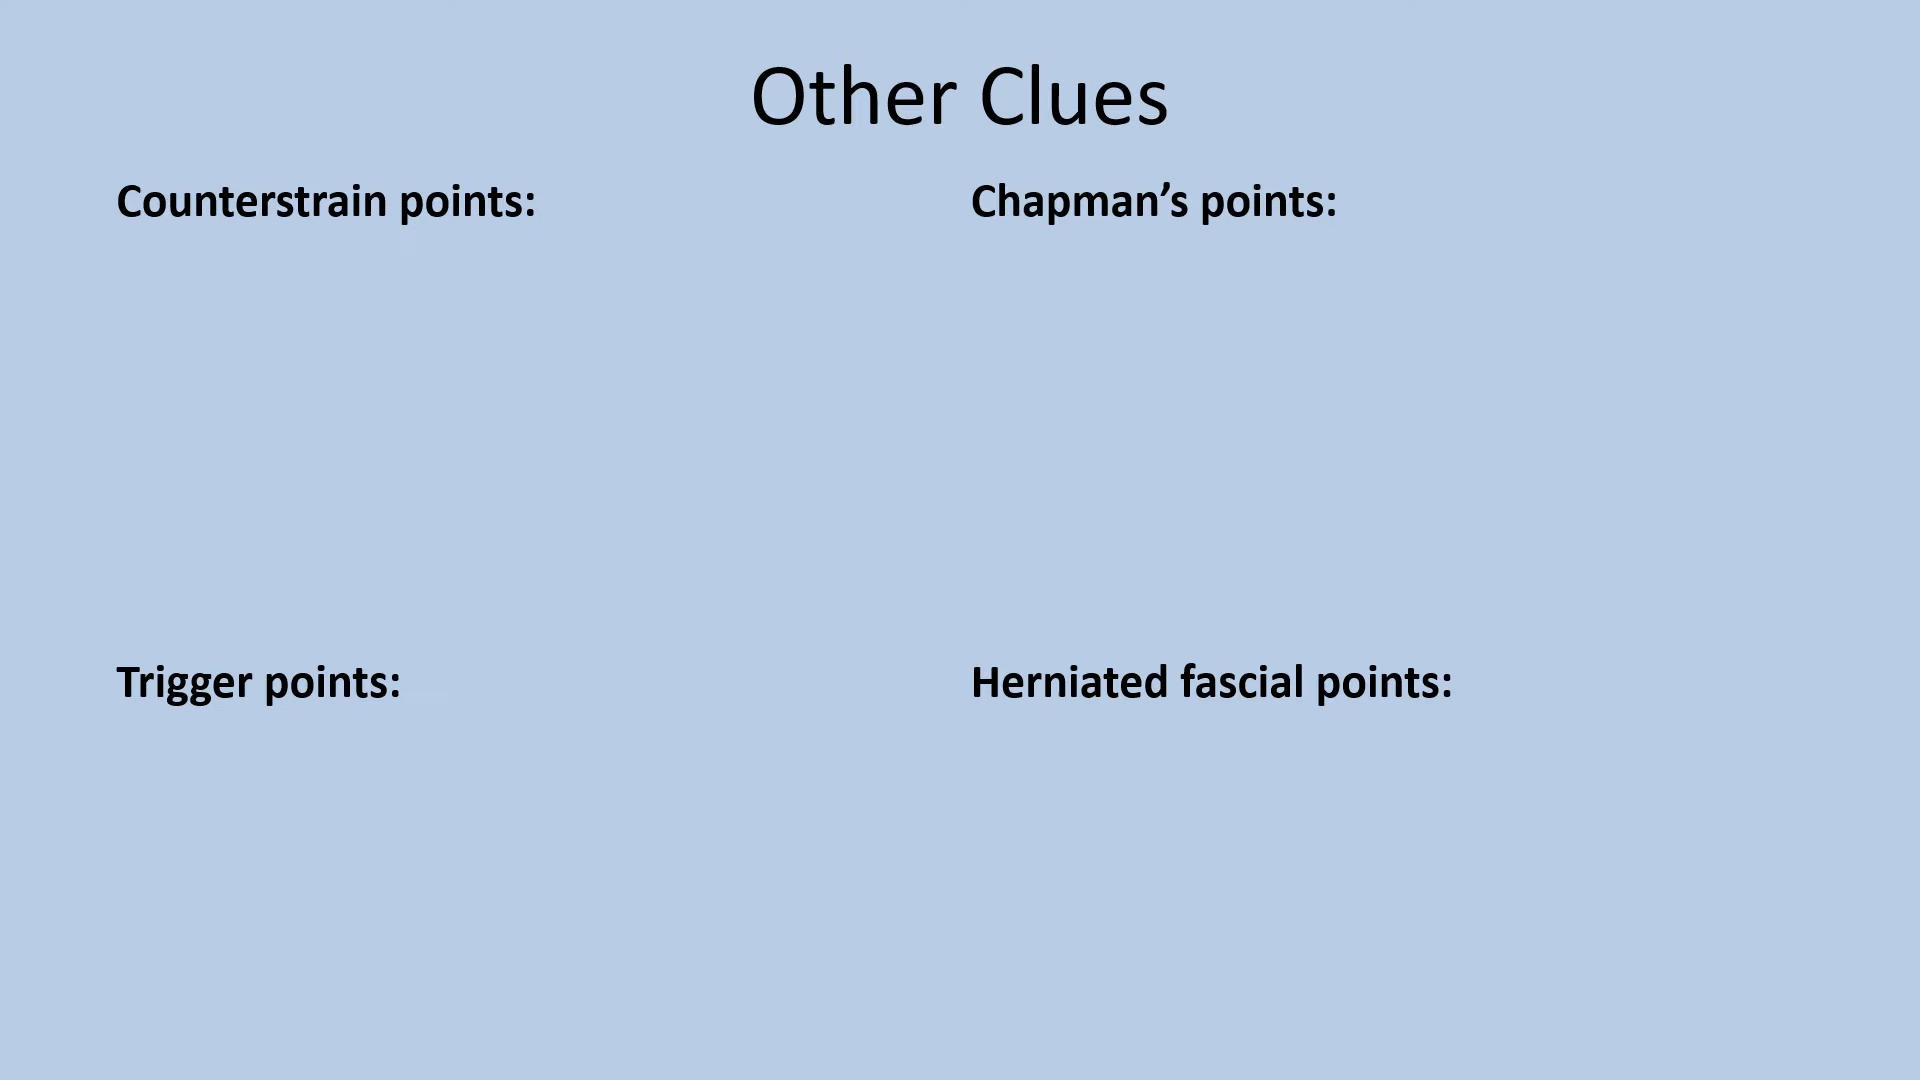 Other Clues
Counterstrain points:
Chapman’s points:
Trigger points:
Herniated fascial points: